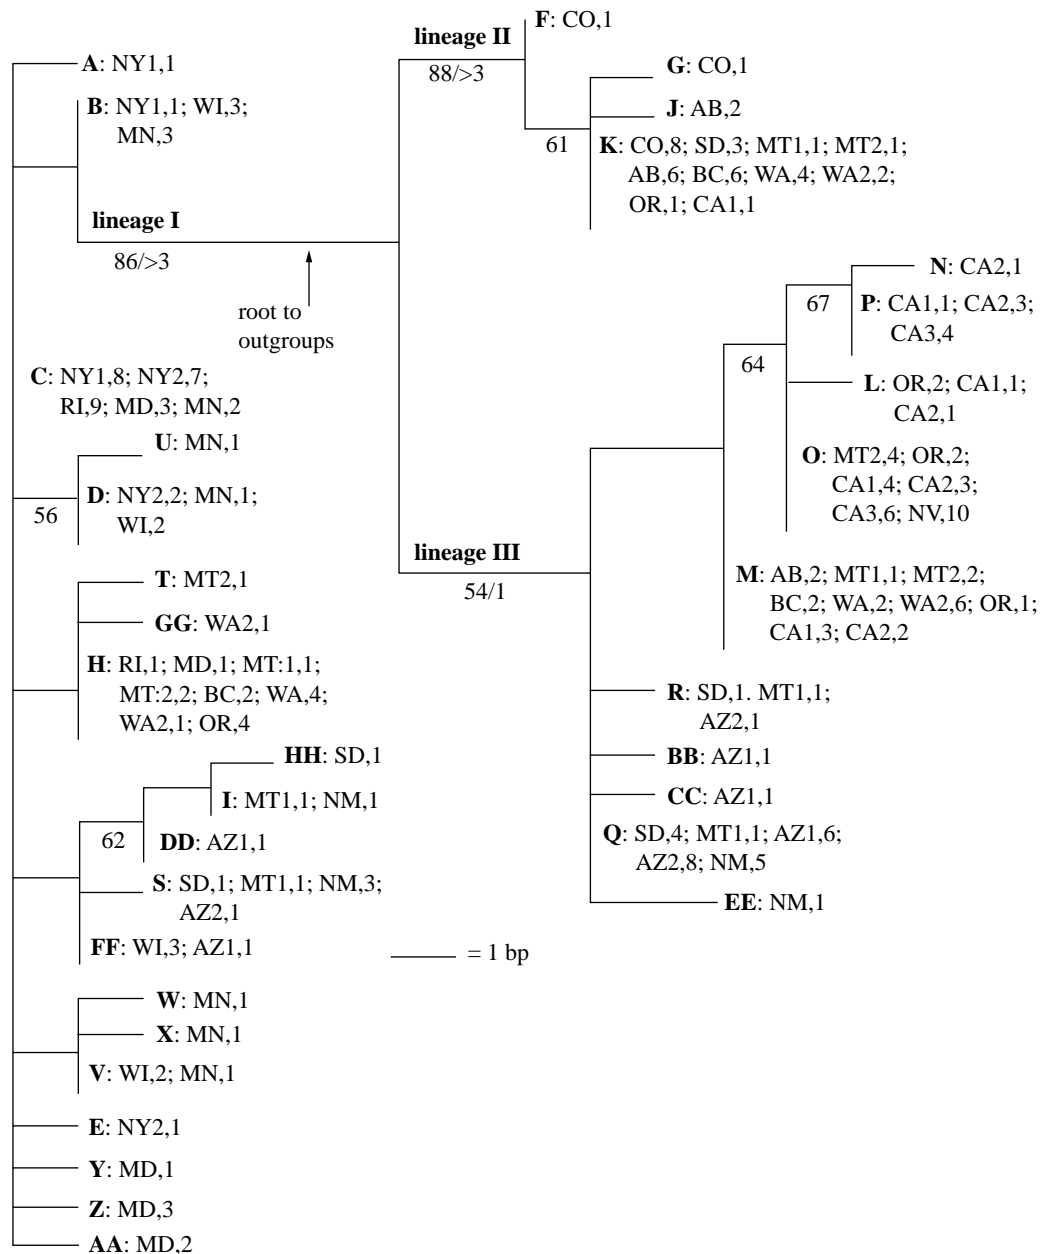 A: NY1,1
B: NY1,1; WI,3;
MN,3
lineage I
86/>3
root to
outgroups
C: NY1,8; NY2,7;
RI,9; MD,3; MN,2
U: MN,1
D: NY2,2; MN,1;
WI,2
56
T: MT2,1
GG: WA2,1
H: RI,1; MD,1; MT:1,1;
MT:2,2; BC,2; WA,4;
WA2,1; OR,4
HH: SD,1
I: MT1,1; NM,1
62
DD: AZ1,1
S: SD,1; MT1,1; NM,3;
AZ2,1
FF: WI,3; AZ1,1
W: MN,1
X: MN,1
V: WI,2; MN,1
E: NY2,1
Y: MD,1
Z: MD,3
AA: MD,2
lineage II
88/>3
F: CO,1
G: CO,1
J: AB,2
61
K: CO,8; SD,3; MT1,1; MT2,1;
AB,6; BC,6; WA,4; WA2,2;
OR,1; CA1,1
N: CA2,1
67
P: CA1,1; CA2,3;
CA3,4
64
L: OR,2; CA1,1;
CA2,1
O: MT2,4; OR,2;
CA1,4; CA2,3;
CA3,6; NV,10
lineage III
54/1
M: AB,2; MT1,1; MT2,2;
BC,2; WA,2; WA2,6; OR,1;
CA1,3; CA2,2
R: SD,1. MT1,1;
AZ2,1
BB: AZ1,1
CC: AZ1,1
Q: SD,4; MT1,1; AZ1,6;
AZ2,8; NM,5
EE: NM,1
= 1 bp